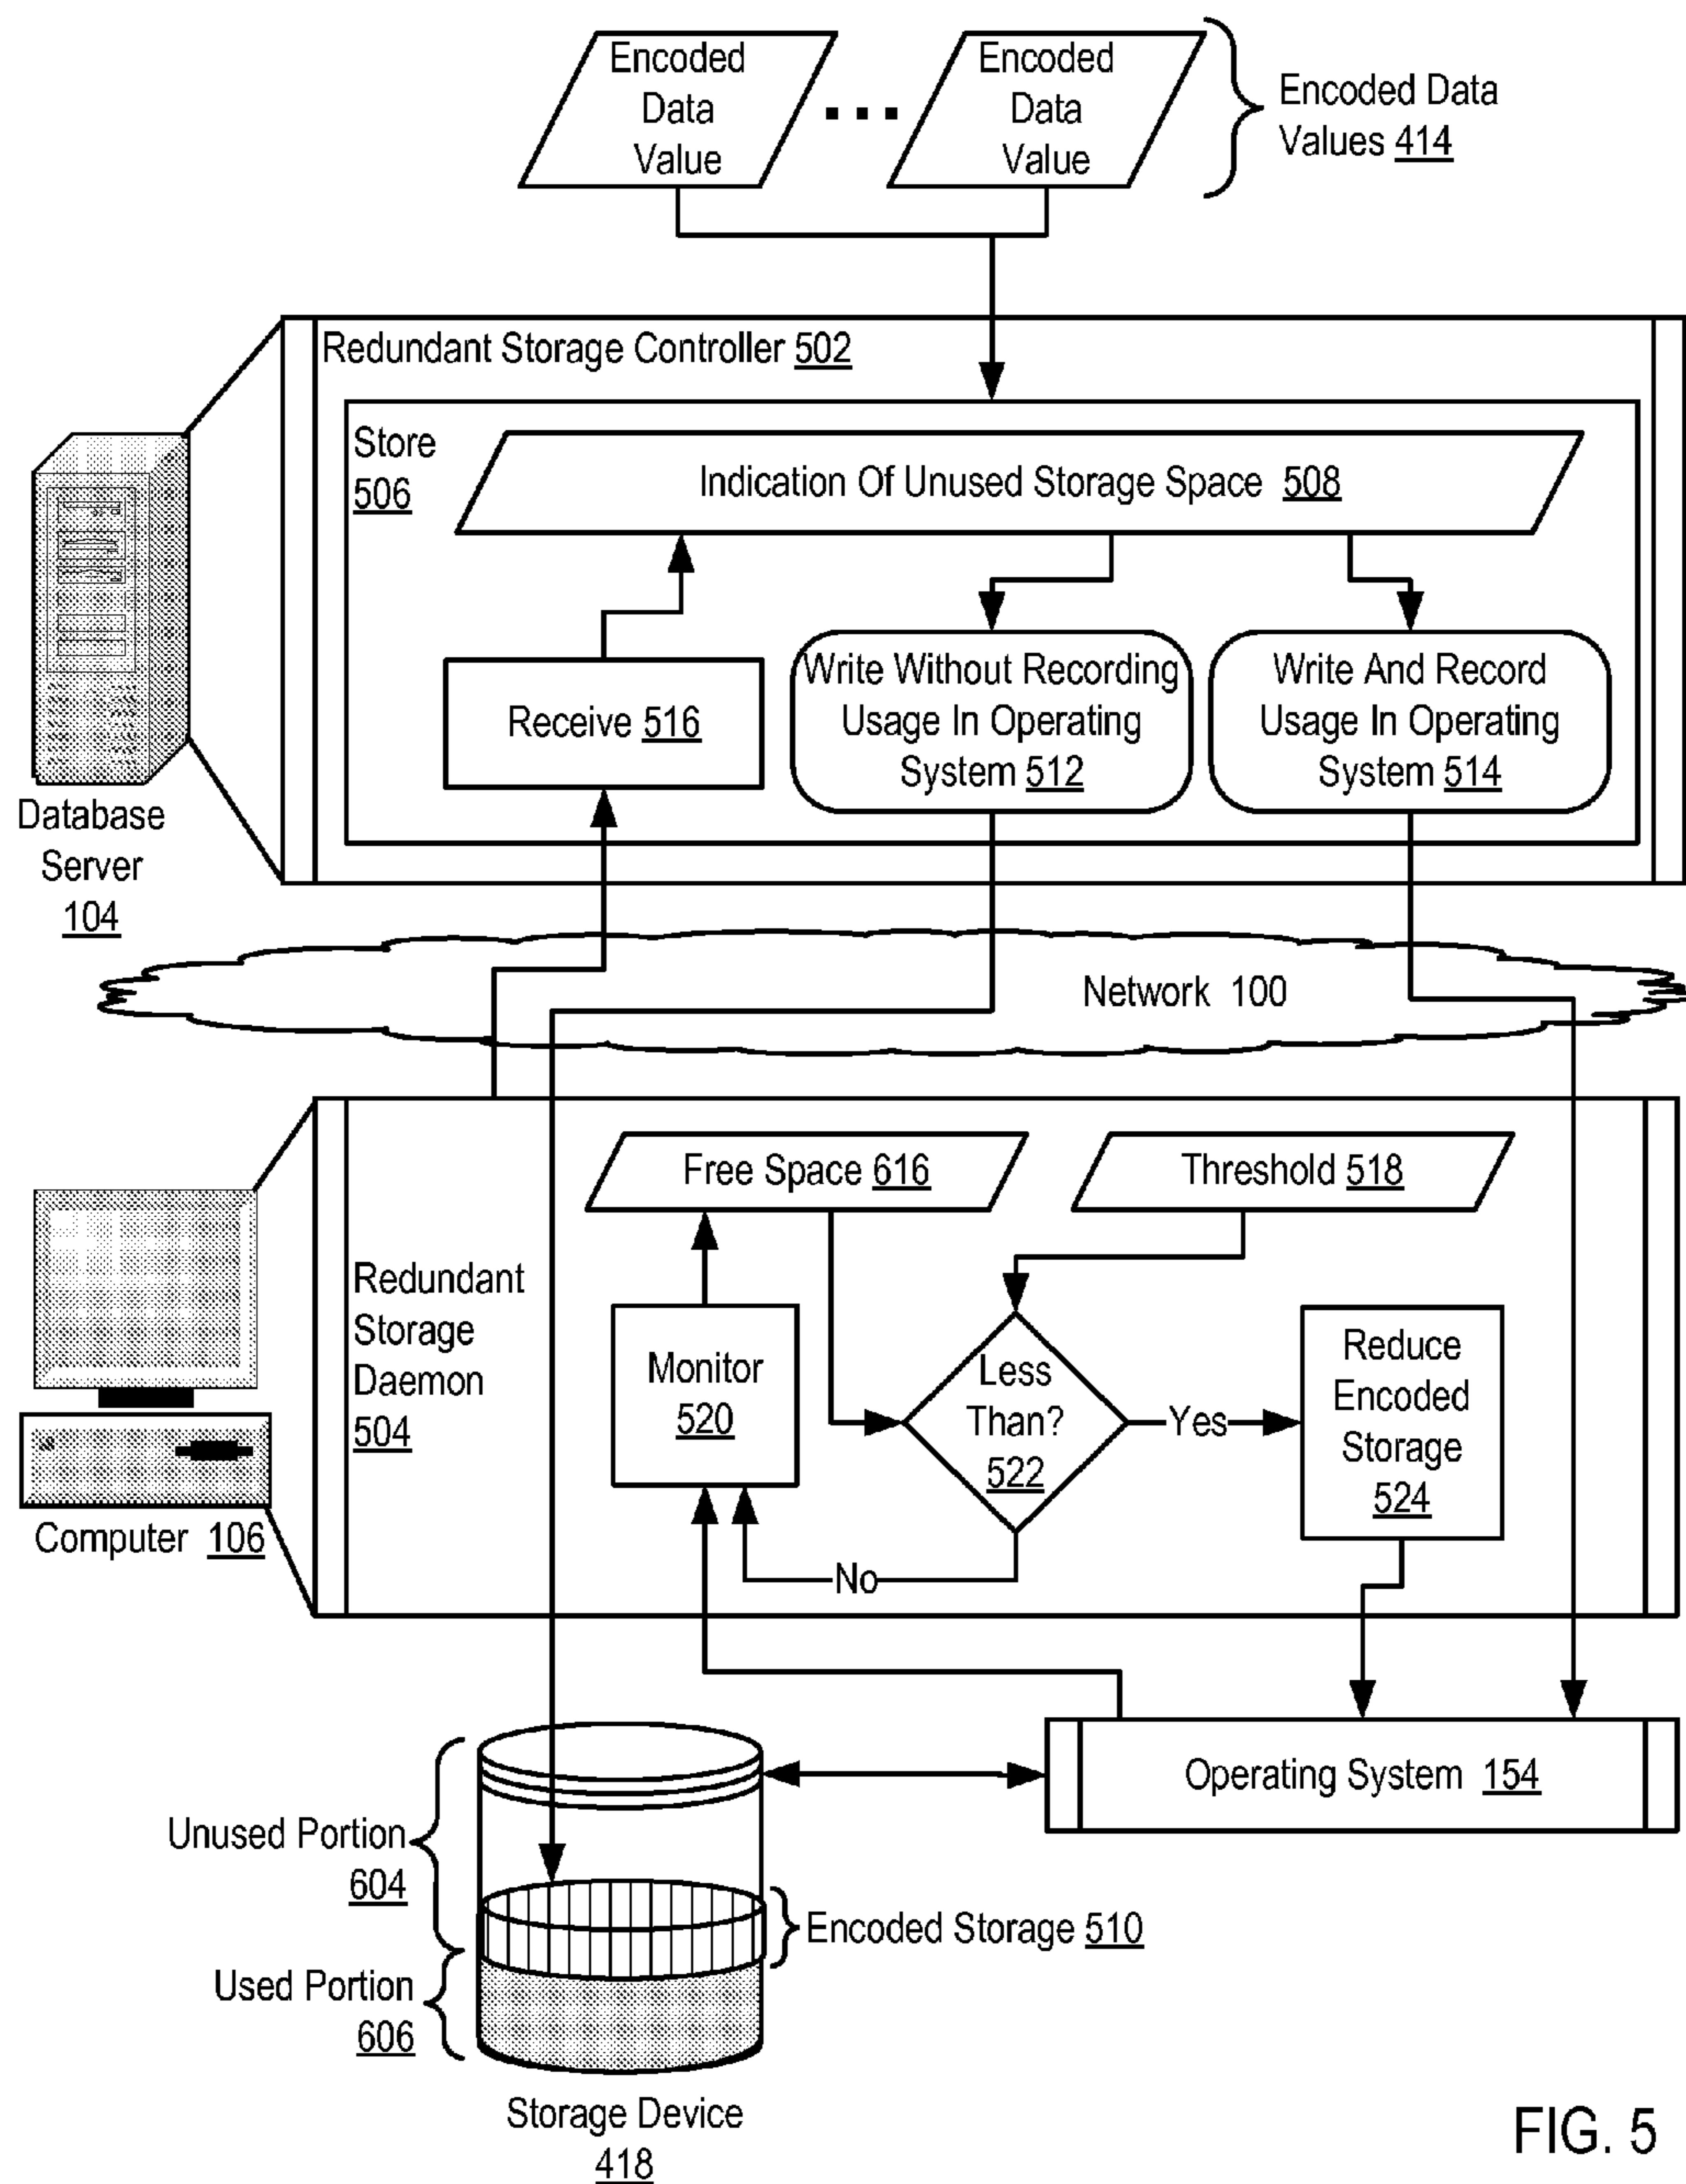 Encoded
Data
Value
Encoded
Data
Value
Encoded Data
Values 414
Redundant Storage Controller 502
Store
506
Indication Of Unused Storage Space 508
Receive 516
Write Without Recording
Usage In Operating
System 512
Write And Record
Usage In Operating
System 514
Database
Server
104
Network 100
Free Space 616
Threshold 518
Redundant
Storage
Daemon
504
Monitor
520
Less
Than?
522
Yes
Reduce
Encoded
Storage
524
No
Computer 106
Operating System 154
Unused Portion
604
Encoded Storage 510
Used Portion
606
Storage Device
418
FIG. 5